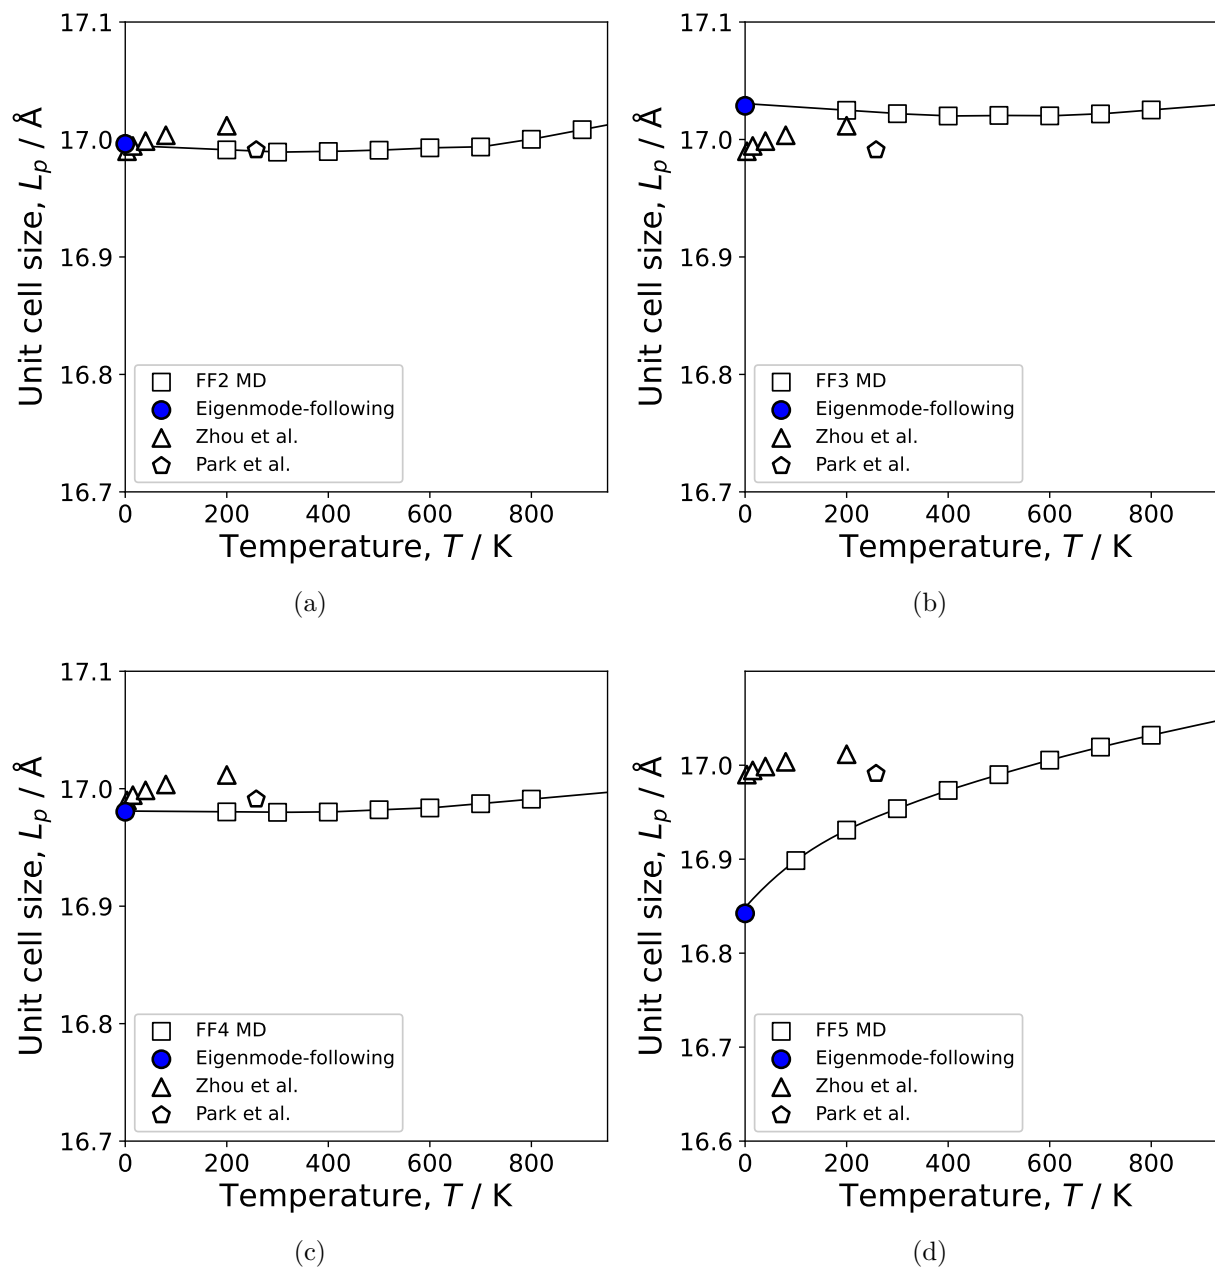 17.1
17.0
16.9
16.8
16.7
Unit cell size, Lp / Å
FF2 MD
Eigenmode-following
Zhou et al.
Park et al.
0 200 400 600 800
Temperature, T / K
(a)
17.1
17.0
16.9
16.8
16.7
Unit cell size, Lp / Å
FF3 MD
Eigenmode-following
Zhou et al.
Park et al.
0 200 400 600 800
Temperature, T / K
(b)
17.1
17.0
16.9
16.8
16.7
Unit cell size, Lp / Å
FF4 MD
Eigenmode-following
Zhou et al.
Park et al.
0 200 400 600 800
Temperature, T / K
(c)
17.0
16.9
16.8
16.7
16.6
Unit cell size, Lp / Å
FF5 MD
Eigenmode-following
Zhou et al.
Park et al.
0 200 400 600 800
Temperature, T / K
(d)